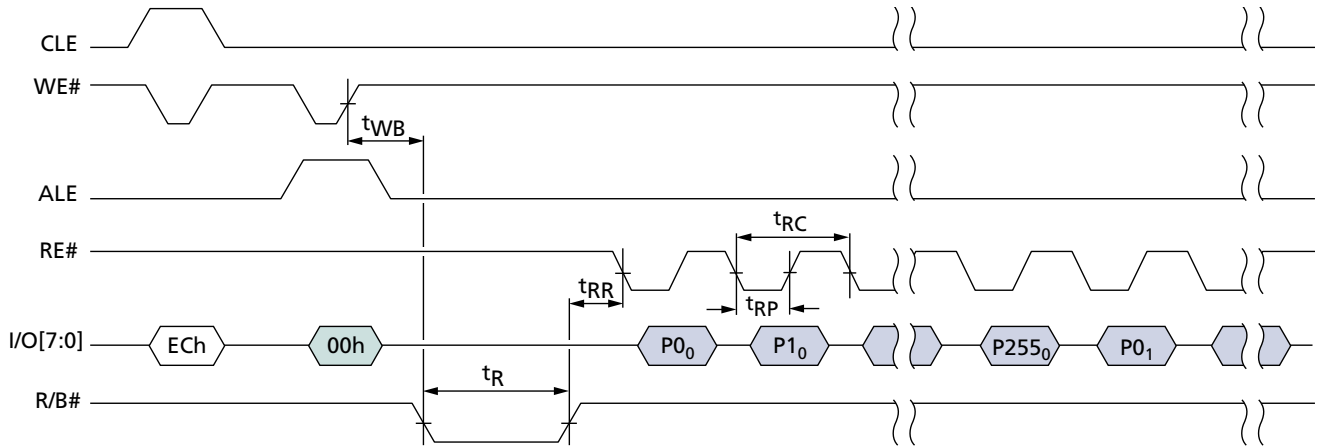 CLE
WE#
tWB
ALE
tRC
RE#
tRR
tRP
I/O[7:0] ECh 00h P0₀ P1₀ P255₀ P0₁
tR
R/B#